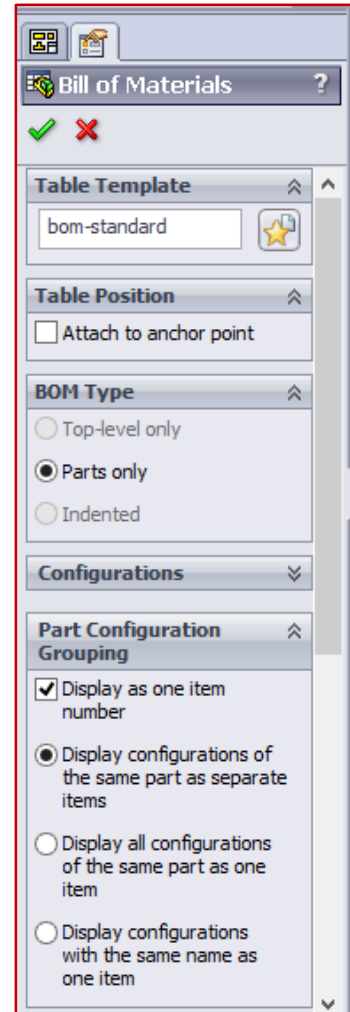 Bill of Materials ?
Table Template
bom-standard
Table Position
Attach to anchor point
BOM Type
Top-level only
Parts only
Indented
Configurations
Part Configuration
Grouping
Display as one item
number
Display configurations of
the same part as separate
items
Display all configurations
of the same part as one
item
Display configurations
with the same name as
one item